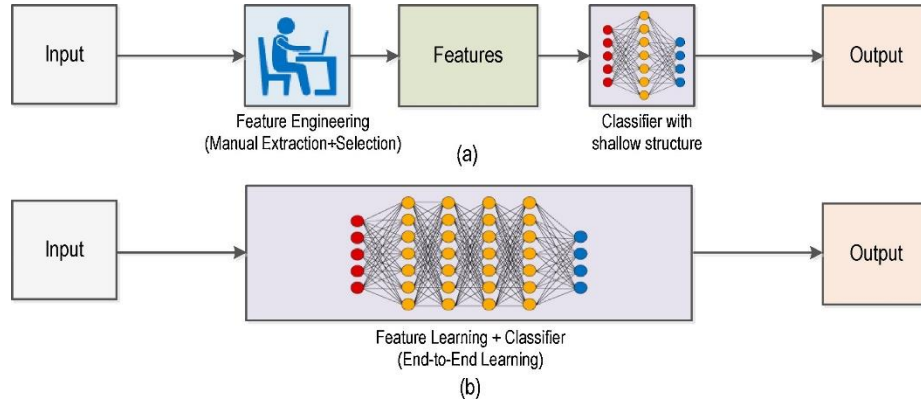 Input
Features
Output
Feature Engineering
(Manual Extraction+Selection)
Classifier with
shallow structure
(a)
Input
Output
Feature Learning + Classifier
(End-to-End Learning)
(b)